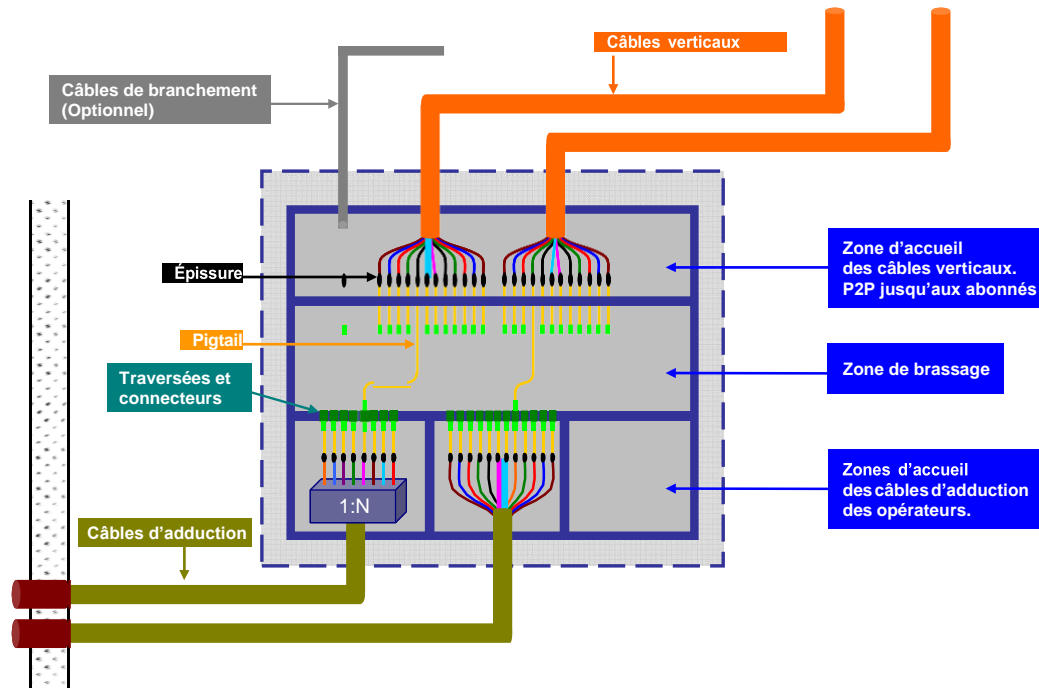 Câbles verticaux
Câbles de branchement
(Optionnel)
Zone d’accueil
des câbles verticaux.
P2P jusqu’aux abonnés
Épissure
Pigtail
Zone de brassage
Traversées et
connecteurs
Zones d’accueil
des câbles d’adduction
des opérateurs.
1:N
Câbles d’adduction